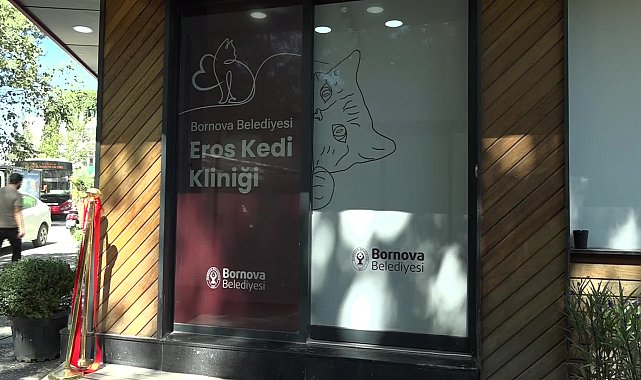 Bornova Belediyesi
Eros Kedi
Kliniği
Bornova
Belediyesi
Bornova
Belediyesi